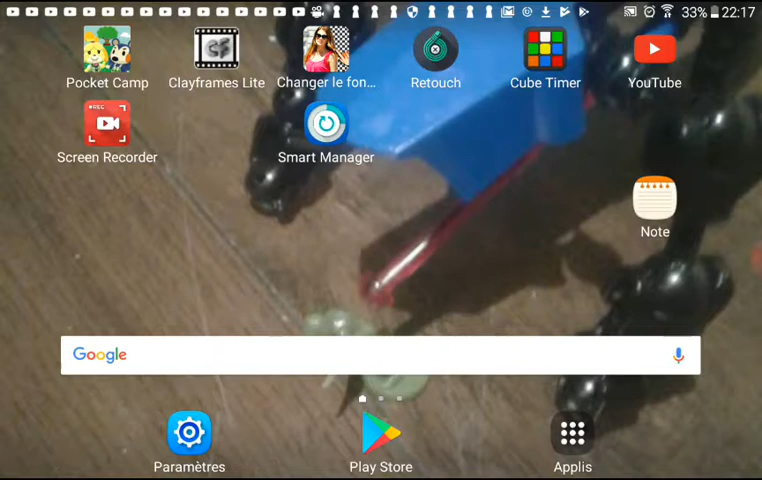 33% 22:17
Pocket Camp Clayframes Lite Changer le fon... Retouch Cube Timer YouTube
REC
Screen Recorder Smart Manager
Note
Google
Paramètres Play Store Applis